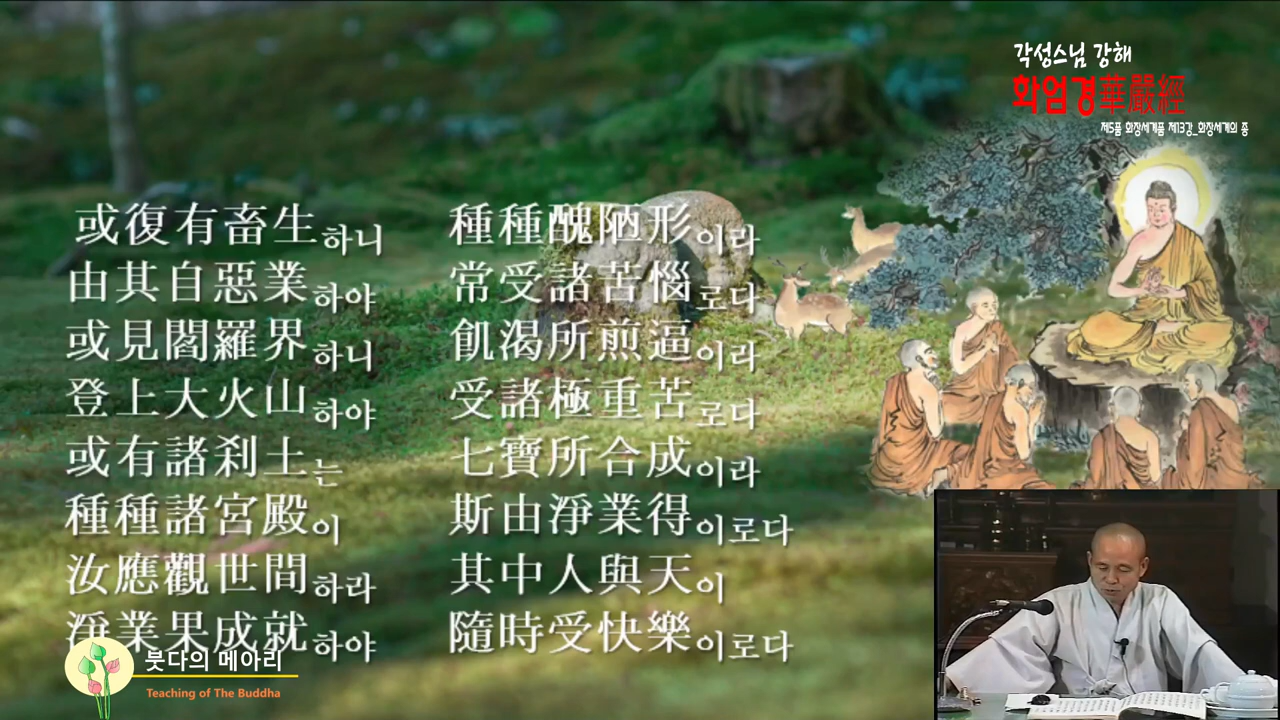 각성스님 강해
화엄경華嚴經
제5품 화장세계품 제13강_화장세계의 종
或復有畜生하니 種種醜陋形이라
由其自惡業하야 常受諸苦惱로다
或見閻羅界하니 飢渴所煎逼이라
登上大火山하야 受諸極重苦로다
或有諸刹土는 七寶所合成이라
種種諸宮殿이 斯由淨業得이로다
汝應觀世間하라 其中人與天이
淨業果成就하야 隨時受快樂이로다
붓다의 메아리
Teaching of The Buddha